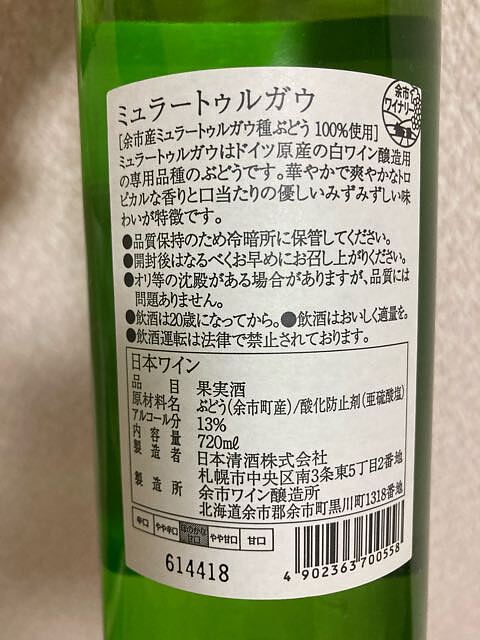 余市
ワイナリー
ミュラートゥルガウ
[余市産ミュラートゥルガウ種ぶどう100%使用]
ミュラートゥルガウはドイツ原産の白ワイン醸造用
の専用品種のぶどうです。華やかで爽やかなトロ
ピカルな香りと口当たりの優しいみずみずしい味
わいが特徴です。
●品質保持のため冷暗所に保管してください。
●開封後はなるべくお早めにお召し上がりください。
●オリ等の沈殿がある場合がありますが、品質には
問題ありません。
●飲酒は20歳になってから。●飲酒はおいしく適量を。
●飲酒運転は法律で禁止されております。
日本ワイン
品目 果実酒
原材料名 ぶどう(余市町産)/酸化防止剤(亜硫酸塩)
アルコール分 13%
内容量 720mℓ
製造者 日本清酒株式会社
札幌市中央区南3条東5丁目2番地
製造所 余市ワイン醸造所
北海道余市郡余市町黒川町1318番地
辛口 やや辛口 ほのかな甘口 やや甘口 甘口
614418
4 902363 700558